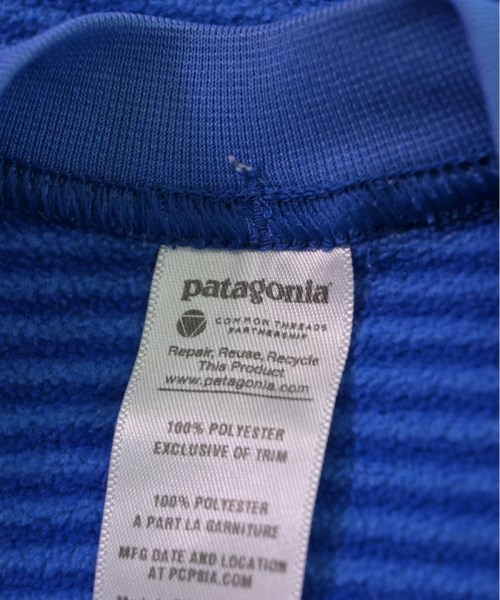 patagonia
COMMON THREADS
PARTNERSHIP
Repair, Reuse, Recycle
This Product
www.patagonia.com
100% POLYESTER
EXCLUSIVE OF TRIM
100% POLYESTER
A PART LA GARNITURE
MFG DATE AND LOCATION
AT PCPSIA.COM